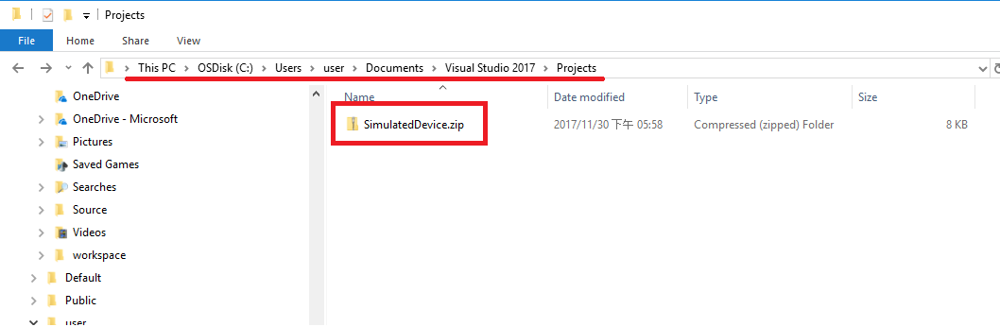 Projects
File Home Share View
This PC OSDisk (C:) Users user Documents Visual Studio 2017 Projects
Name Date modified Type Size
OneDrive
SimulatedDevice.zip 2017/11/30 下午 05:58 Compressed (zipped) Folder 8 KB
OneDrive - Microsoft
Pictures
Saved Games
Searches
Source
Videos
workspace
Default
Public
user